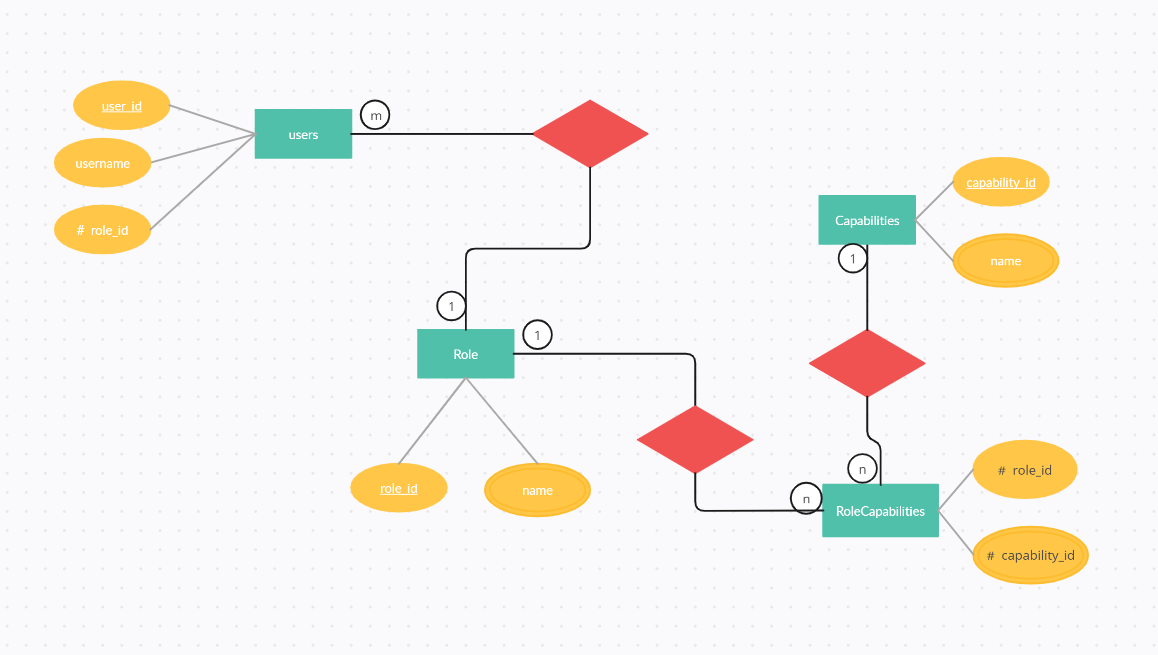 user_id
username
# role_id
users
m
1
Role
1
role_id
name
Capabilities
capability_id
name
1
n
n
RoleCapabilities
# role_id
# capability_id